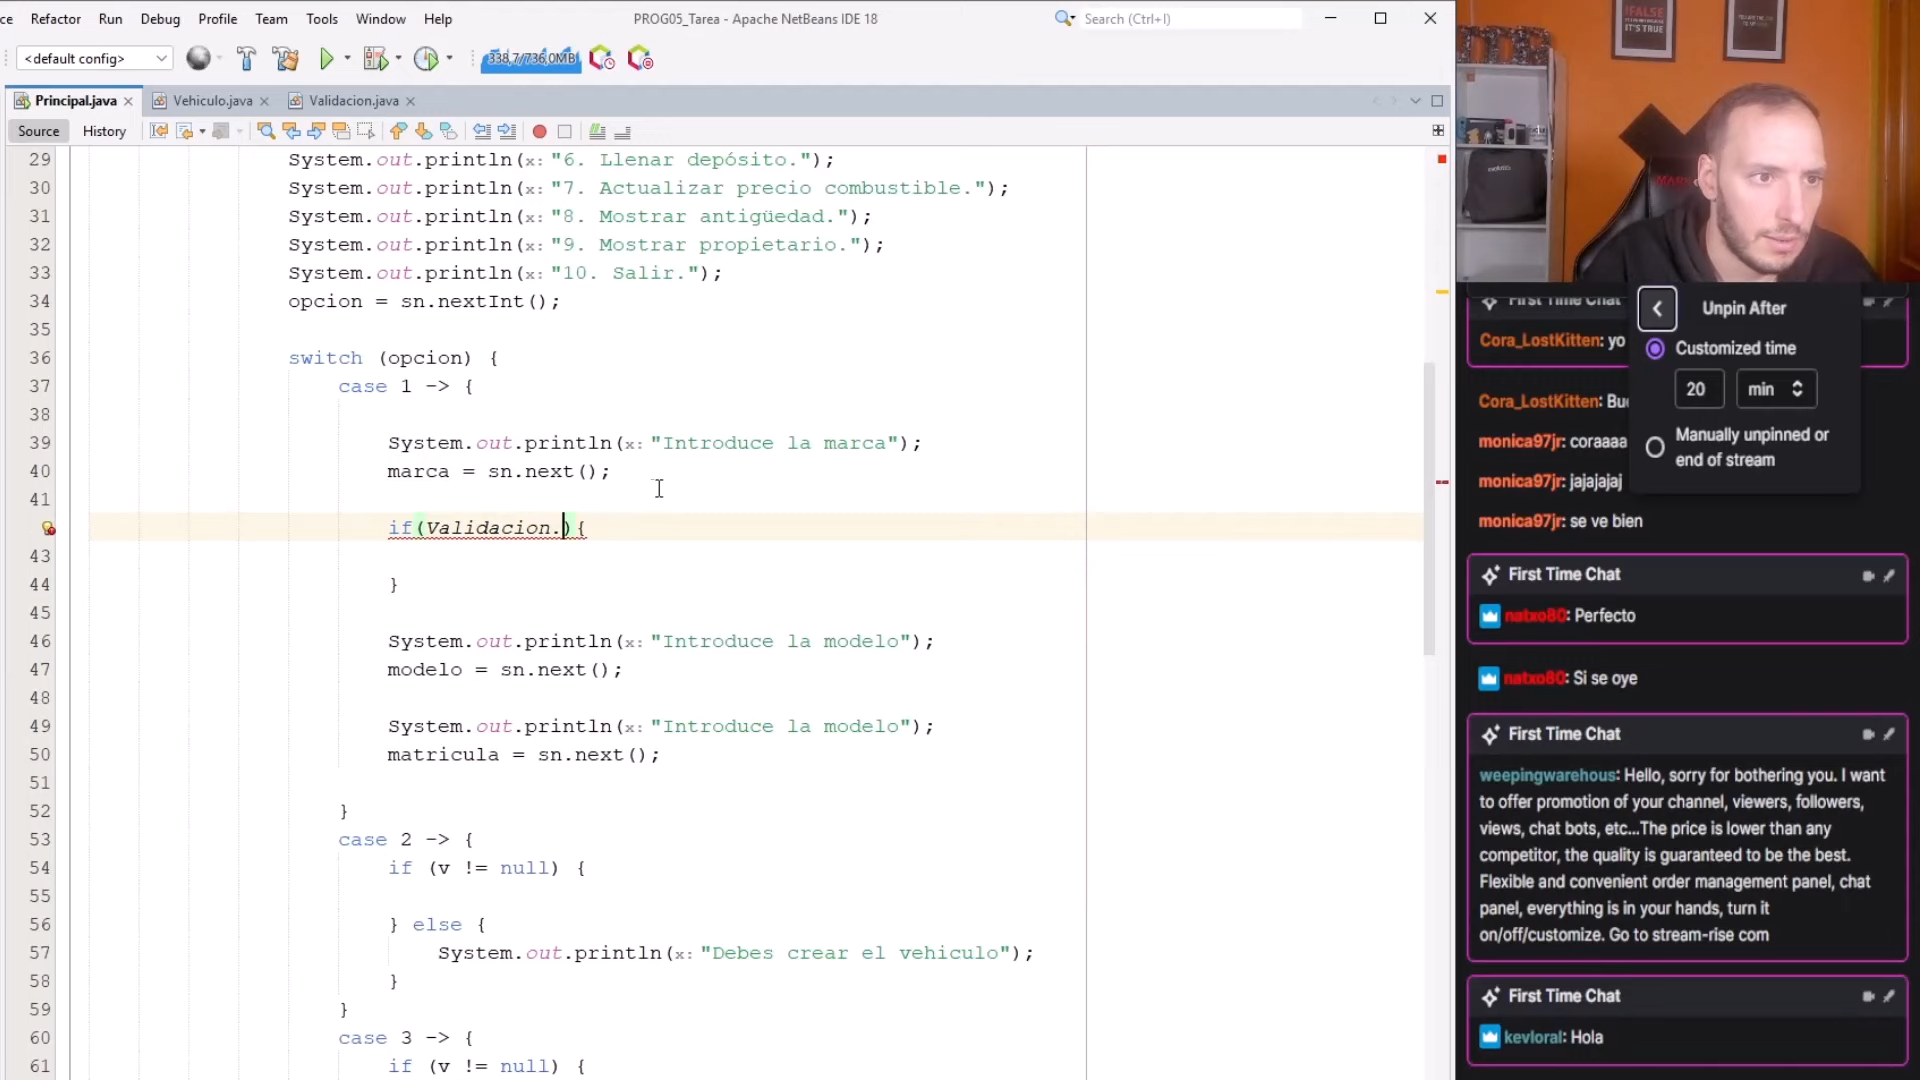 ce Refactor Run Debug Profile Team Tools Window Help
PROG05_Tarea - Apache NetBeans IDE 18
Search (Ctrl+I)
<default config>
338,7/736,0MB
Principal.java
Vehiculo.java
Validacion.java
Source History
29 System.out.println(x: "6. Llenar depósito.");
30 System.out.println(x: "7. Actualizar precio combustible.");
31 System.out.println(x: "8. Mostrar antigüedad.");
32 System.out.println(x: "9. Mostrar propietario.");
33 System.out.println(x: "10. Salir.");
34 opcion = sn.nextInt();
35
36 switch (opcion) {
37 case 1 -> {
38
39 System.out.println(x: "Introduce la marca");
40 marca = sn.next();
41
if(Validacion.){
43
44 }
45
46 System.out.println(x: "Introduce la modelo");
47 modelo = sn.next();
48
49 System.out.println(x: "Introduce la modelo");
50 matricula = sn.next();
51
52 }
53 case 2 -> {
54 if (v != null) {
55
56 } else {
57 System.out.println(x: "Debes crear el vehiculo");
58 }
59 }
60 case 3 -> {
61 if (v != null) {
IFALSE
IT'S TRUE
First Time Chat
Cora_LostKitten: yo
Unpin After
Customized time
20 min
Manually unpinned or
end of stream
Cora_LostKitten: Bu
monica97jr: coraaaa
monica97jr: jajajajaj
monica97jr: se ve bien
First Time Chat
natxo80: Perfecto
natxo80: Si se oye
First Time Chat
weepingwarehous: Hello, sorry for bothering you. I want
to offer promotion of your channel, viewers, followers,
views, chat bots, etc...The price is lower than any
competitor, the quality is guaranteed to be the best.
Flexible and convenient order management panel, chat
panel, everything is in your hands, turn it
on/off/customize. Go to stream-rise com
First Time Chat
kevloral: Hola